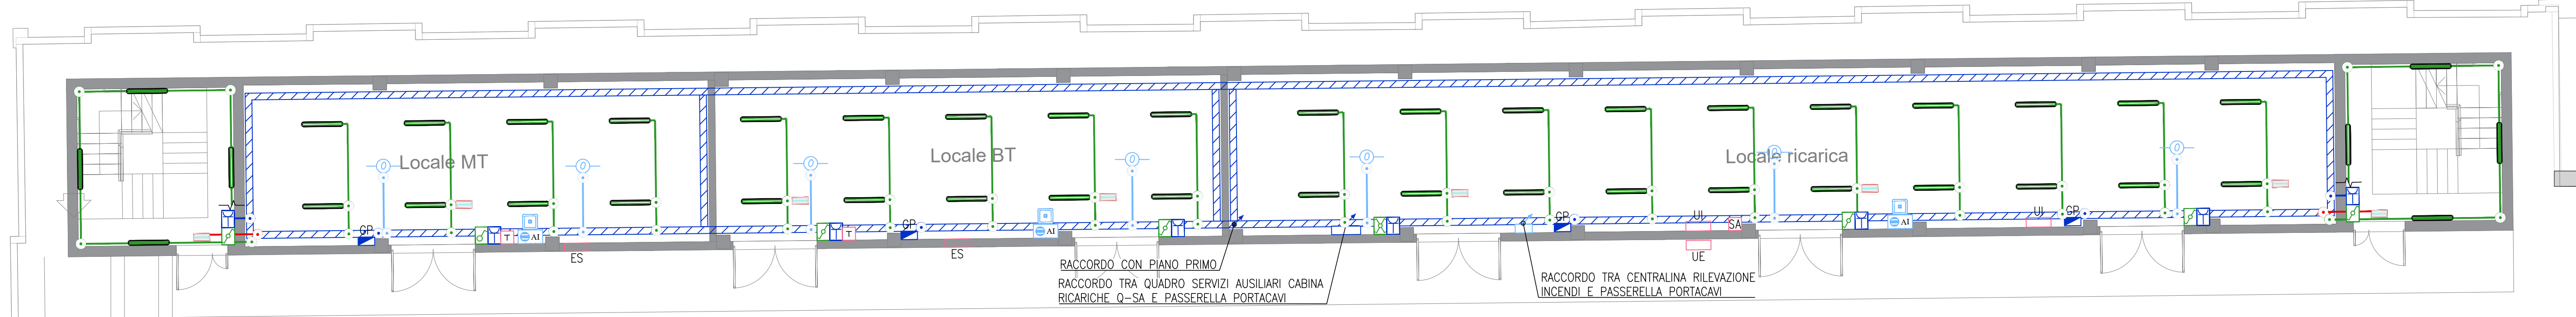 Locale MT
Locale BT
Locale ricarica
GP
T
AI
ES
T
GP
ES
AI
GP
UI
SA
UE
AI
UI
GP
RACCORDO CON PIANO PRIMO
RACCORDO TRA QUADRO SERVIZI AUSILIARI CABINA
RICARICHE Q-SA E PASSERELLA PORTACAVI
RACCORDO TRA CENTRALINA RILEVAZIONE
INCENDI E PASSERELLA PORTACAVI